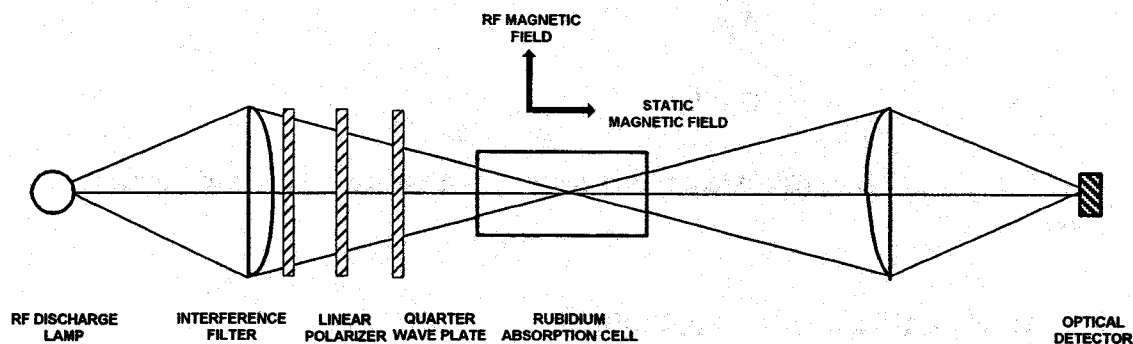 RF MAGNETIC
FIELD
STATIC
MAGNETIC FIELD
RF DISCHARGE
LAMP
INTERFERENCE
FILTER
LINEAR
POLARIZER
QUARTER
WAVE PLATE
RUBIDIUM
ABSORPTION CELL
OPTICAL
DETECTOR